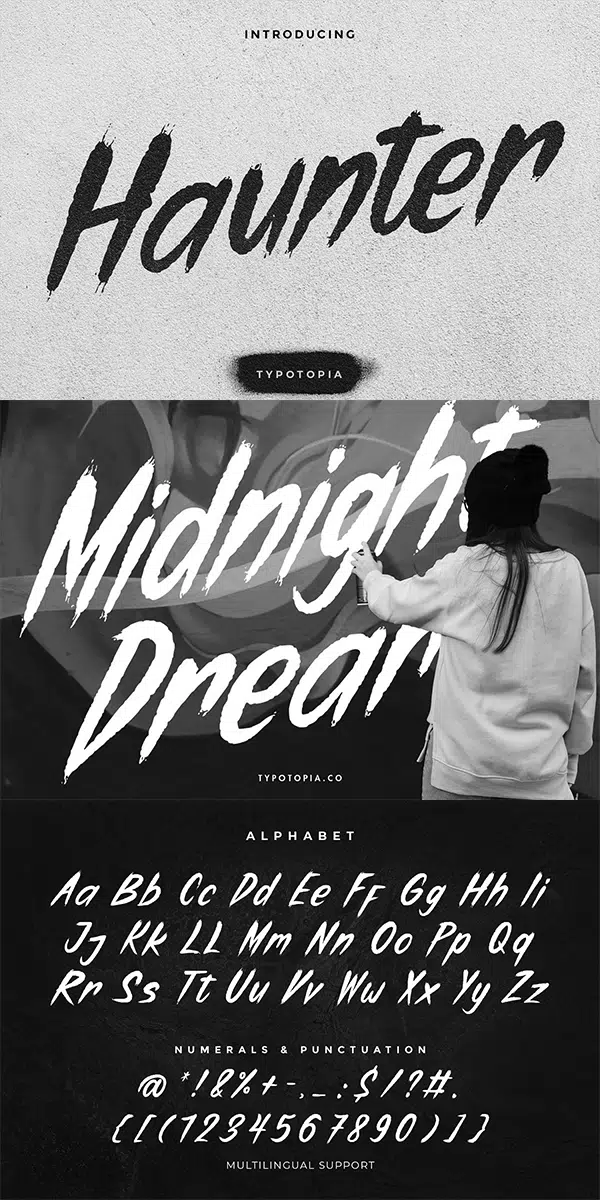 INTRODUCING
Haunter
TYPOTOPIA
Midnight
Dream
TYPOTOPIA.CO
ALPHABET
Aa Bb Cc Dd Ee Ff Gg Hh Ii
Jj Kk LL Mm Nn Oo Pp Qq
Rr Ss Tt Uu Vv Ww Xx Yy Zz
NUMERALS & PUNCTUATION
@ *!&%+-,_:$/?#.
{[(1234567890)]}
MULTILINGUAL SUPPORT